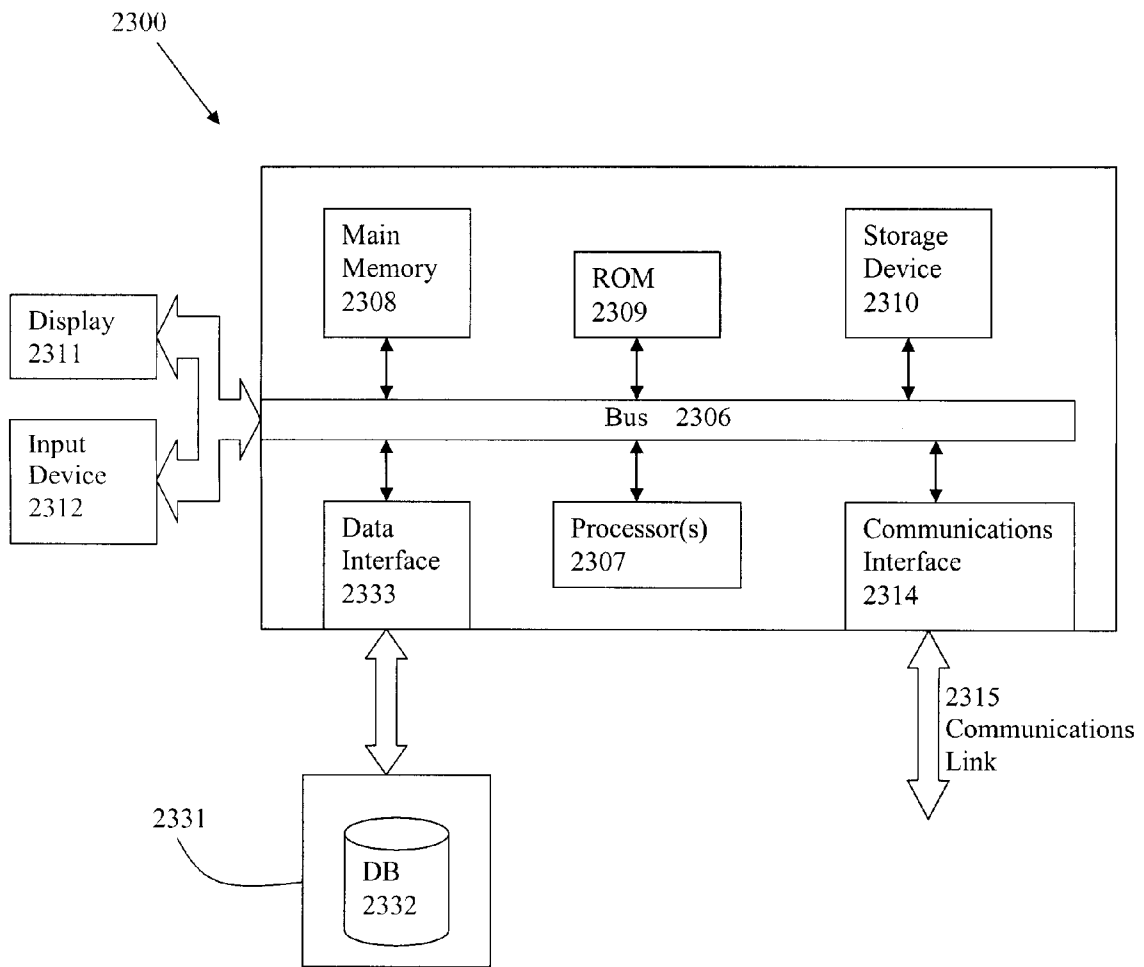 2300
Main
Memory
2308
ROM
2309
Storage
Device
2310
Display
2311
Bus 2306
Input
Device
2312
Data
Interface
2333
Processor(s)
2307
Communications
Interface
2314
2315
Communications
Link
2331
DB
2332